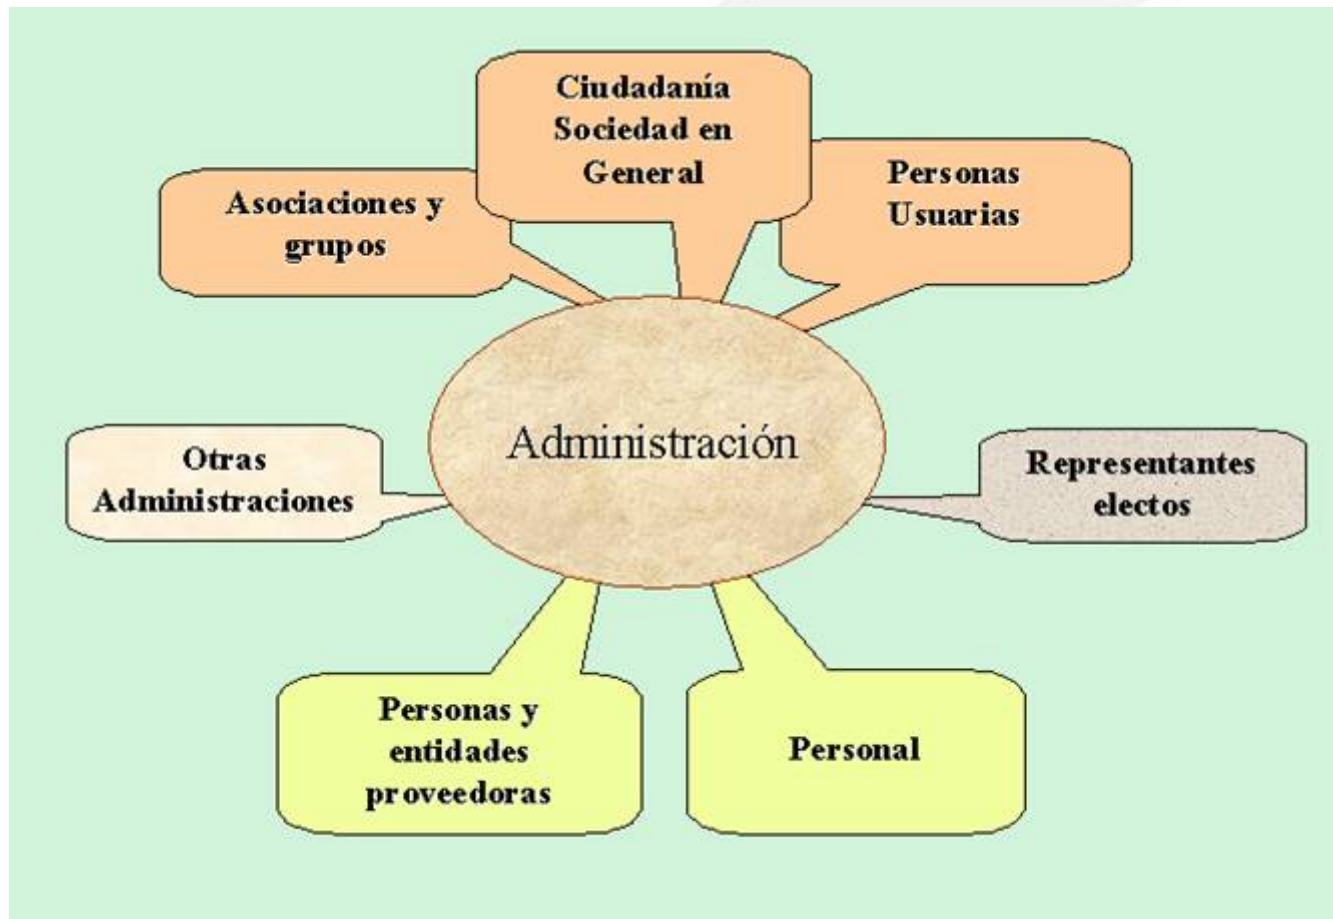 Ciudadanía
Sociedad en
General
Asociaciones y
grupos
Personas
Usuarias
Administración
Otras
Administraciones
Representantes
electos
Personas y
entidades
proveedoras
Personal